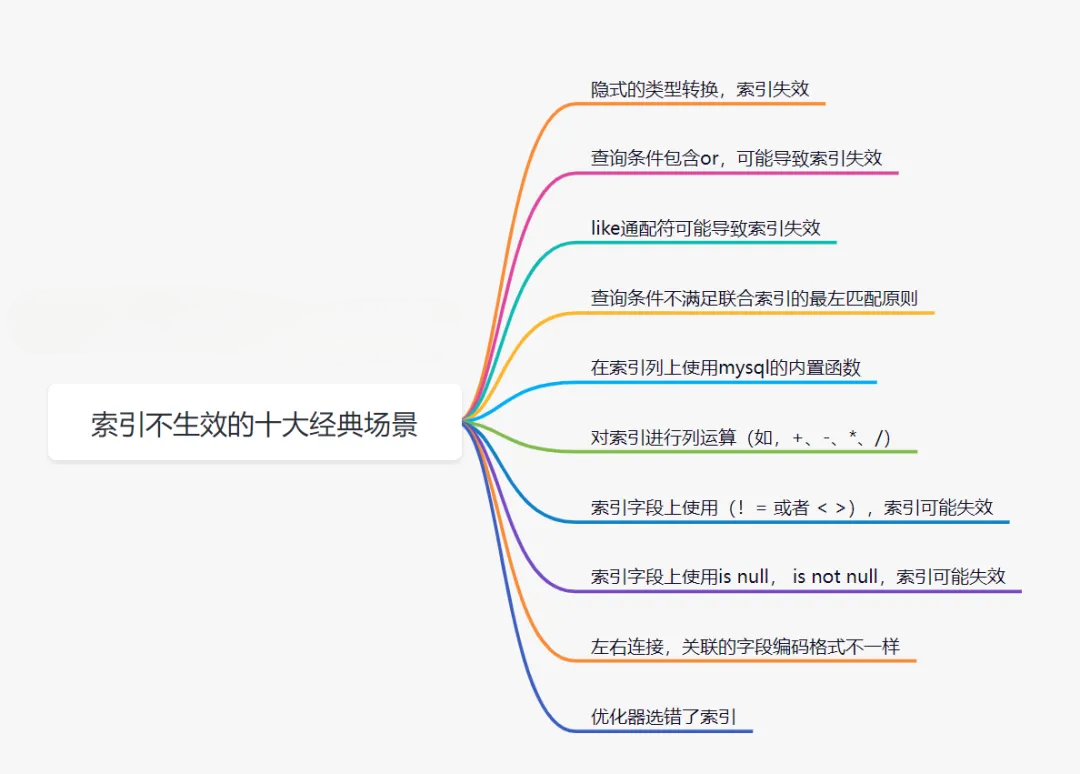 隐式的类型转换，索引失效
查询条件包含or，可能导致索引失效
like通配符可能导致索引失效
查询条件不满足联合索引的最左匹配原则
在索引列上使用mysql的内置函数
索引不生效的十大经典场景
对索引进行列运算（如，+、-、*、/）
索引字段上使用（！= 或者 < >），索引可能失效
索引字段上使用is null， is not null，索引可能失效
左右连接，关联的字段编码格式不一样
优化器选错了索引